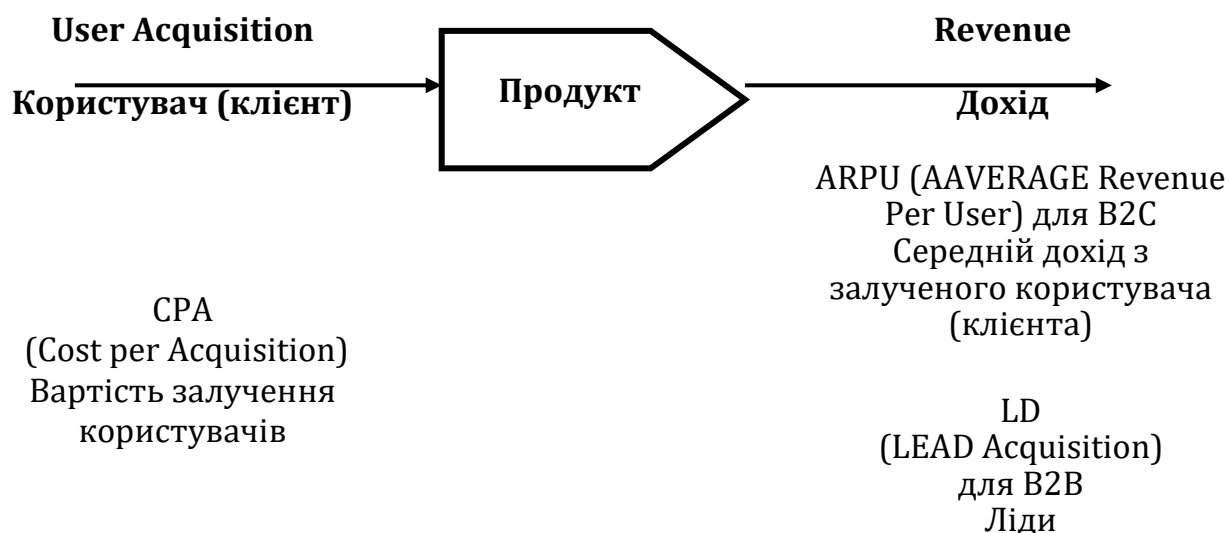 User Acquisition
Користувач (клієнт)
Продукт
Revenue
Дохід
ARPU (AAVERAGE Revenue
Per User) для B2C
Середній дохід з
залученого користувача
(клієнта)
CPA
(Cost per Acquisition)
Вартість залучення
користувачів
LD
(LEAD Acquisition)
для B2B
Ліди